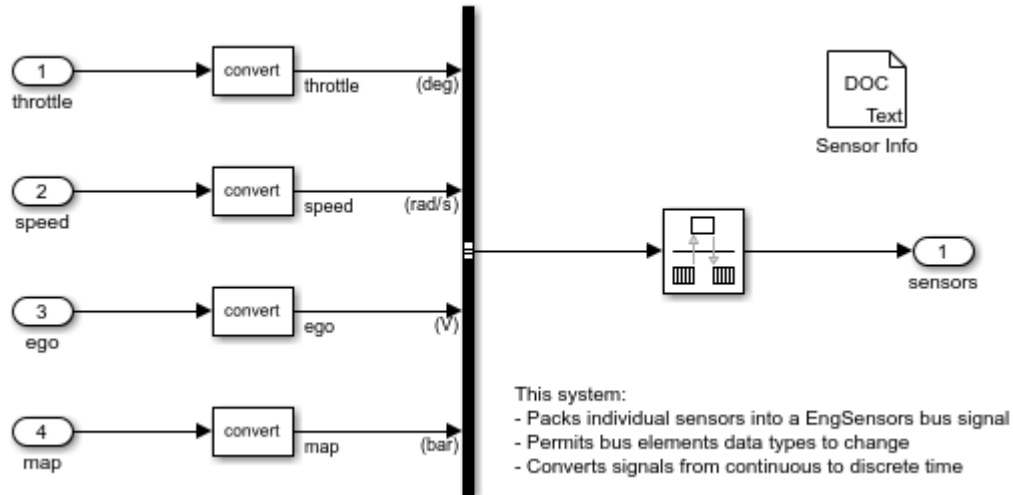 1
throttle
convert
throttle
(deg)
2
speed
convert
speed
(rad/s)
3
ego
convert
ego
(V)
4
map
convert
map
(bar)
DOC
Text
Sensor Info
1
sensors
This system:
- Packs individual sensors into a EngSensors bus signal
- Permits bus elements data types to change
- Converts signals from continuous to discrete time